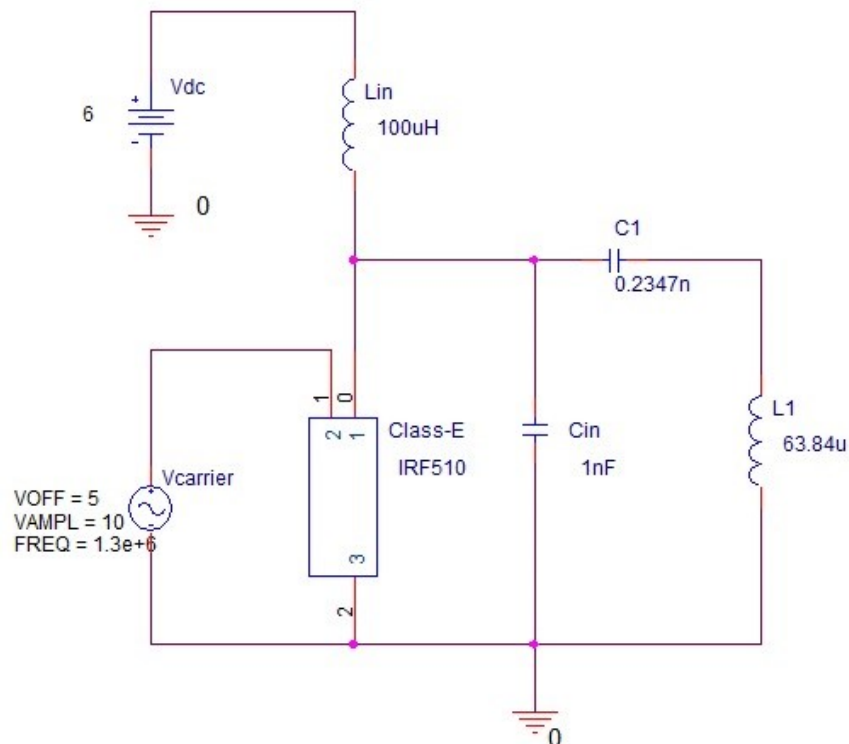 Vdc
+
6
-
0
Lin
100uH
C1
0.2347n
1
0
2
1
Class-E
IRF510
3
2
Cin
1nF
L1
63.84u
Vcarrier
+
-
VOFF = 5
VAMPL = 10
FREQ = 1.3e+6
0